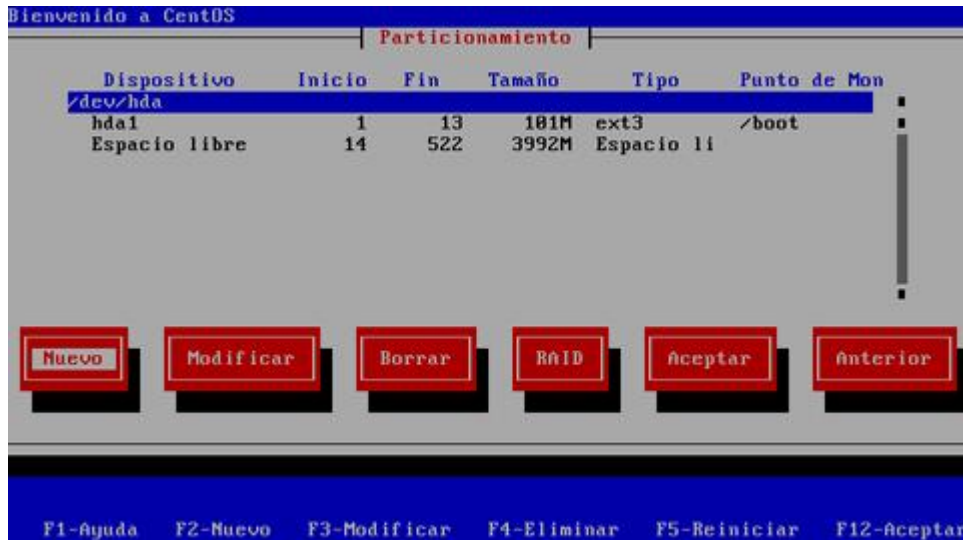 Bienvenido a CentOS
Particionamiento
Dispositivo Inicio Fin Tamaño Tipo Punto de Mon
/dev/hda
hda1 1 13 101M ext3 /boot
Espacio libre 14 522 3992M Espacio li
Nuevo Modificar Borrar RAID Aceptar Anterior
F1-Ayuda F2-Nuevo F3-Modificar F4-Eliminar F5-Reiniciar F12-Aceptar